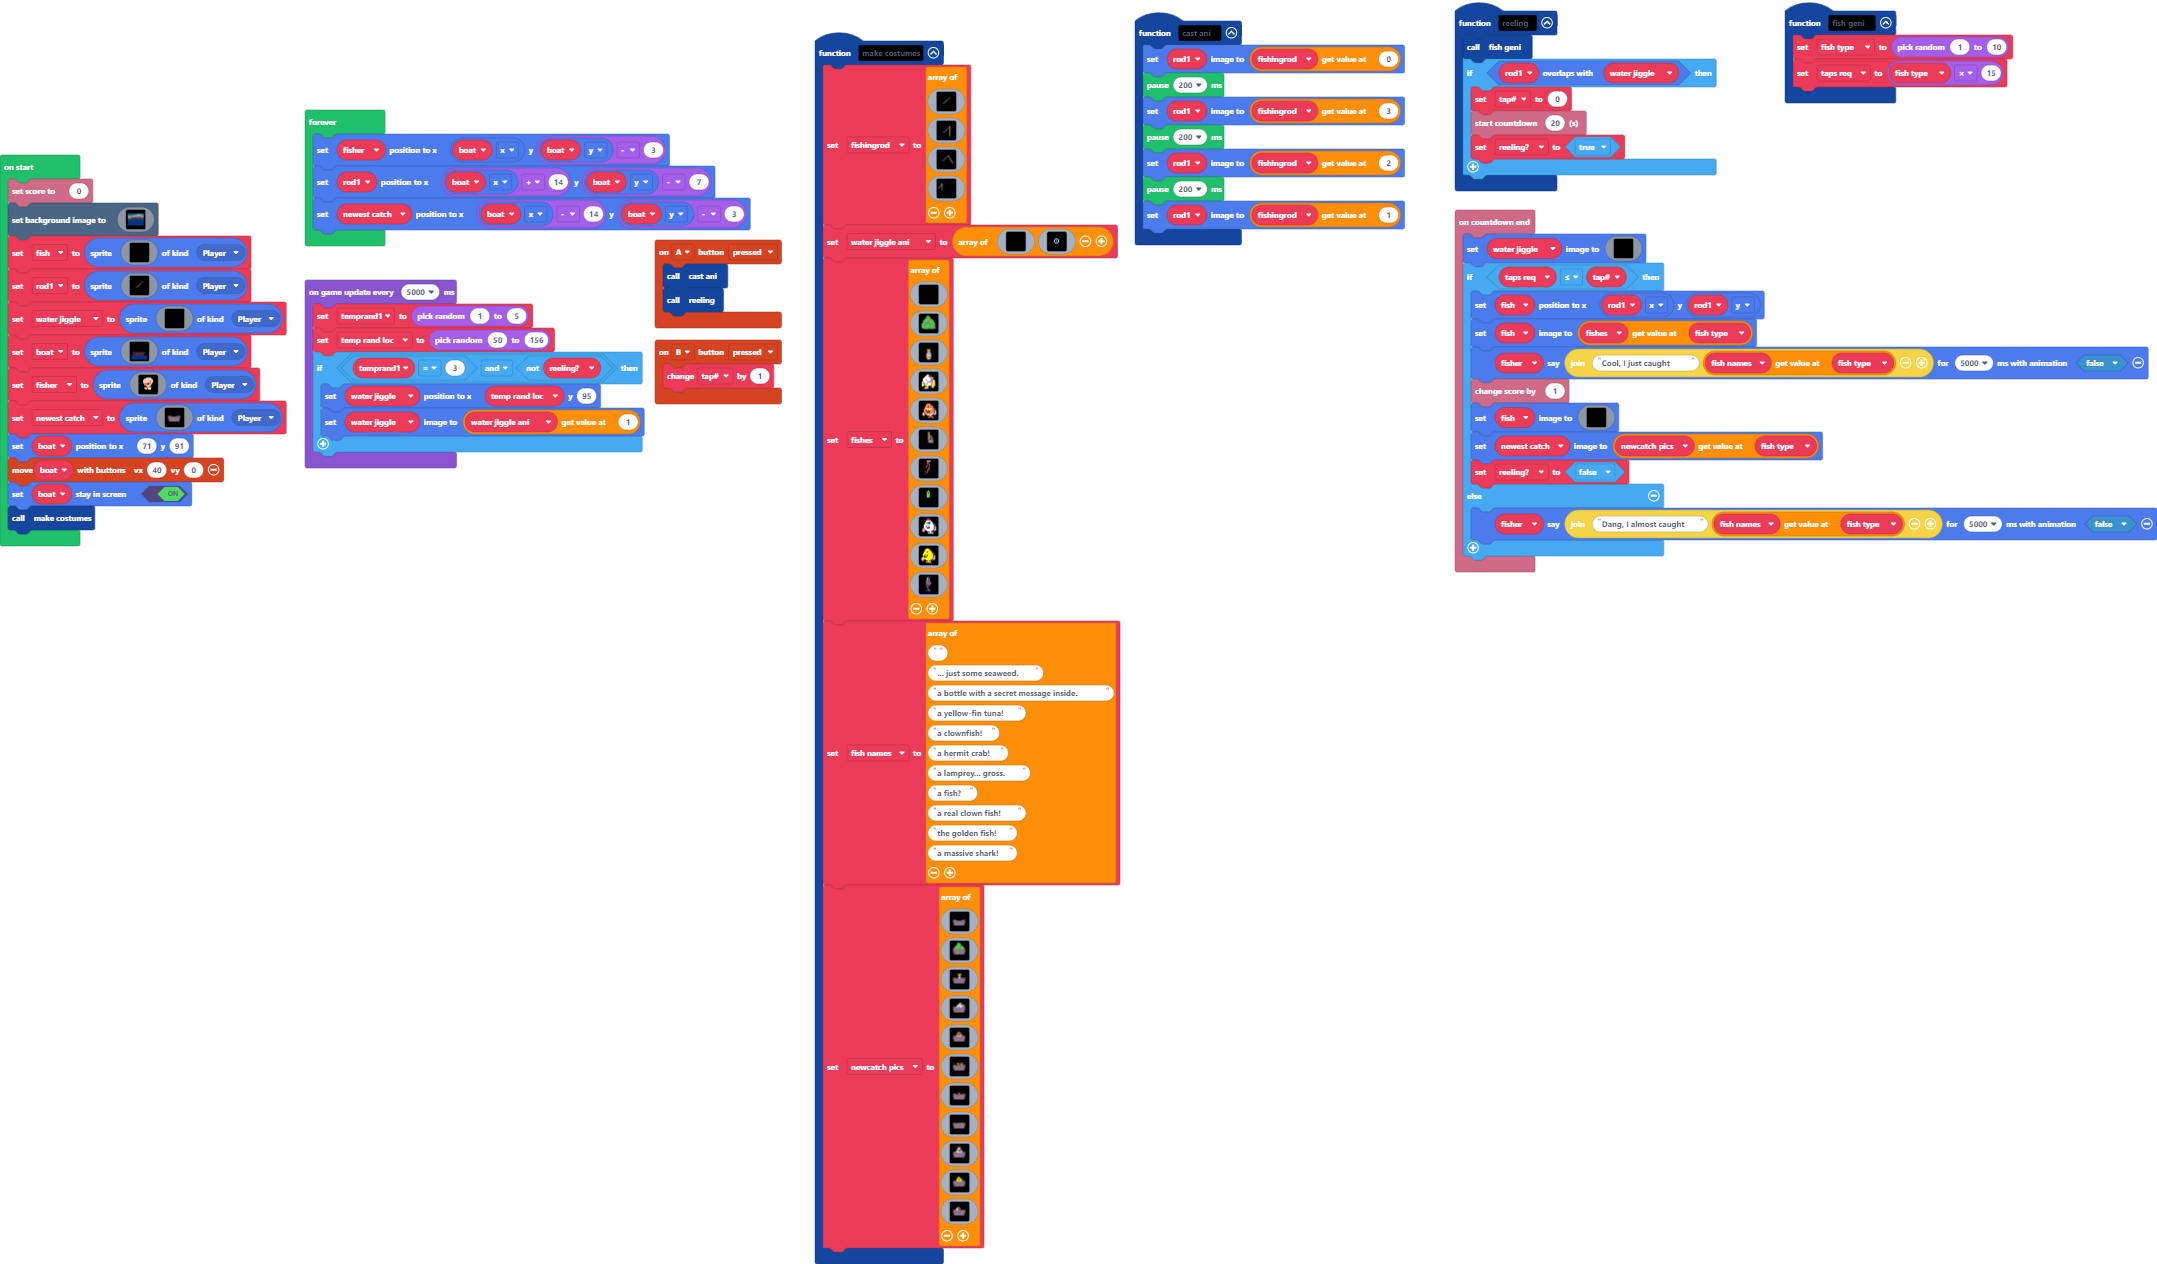 on start
set score to 0
set background image to
set fish to sprite of kind Player
set rod1 to sprite of kind Player
set water jiggle to sprite of kind Player
set boat to sprite of kind Player
set fisher to sprite of kind Player
set newest catch to sprite of kind Player
set boat position to x 71 y 91
move boat with buttons vx 40 vy 0
set boat stay in screen ON
call make costumes
forever
set fisher position to x boat x y boat y - 3
set rod1 position to x boat x + 14 y boat y - 7
set newest catch position to x boat x - 14 y boat y - 3
on game update every 5000 ms
set temprand1 to pick random 1 to 5
set temp rand loc to pick random 50 to 156
if temprand1 = 3 and not reeling? then
set water jiggle position to x temp rand loc y 95
set water jiggle image to water jiggle ani get value at 1
on A button pressed
call cast ani
call reeling
on B button pressed
change tap# by 1
function make costumes
array of
set fishingrod to
set water jiggle ani to array of
array of
set fishes to
array of
" "
"... just some seaweed. "
"a bottle with a secret message inside. "
"a yellow-fin tuna! "
"a clownfish! "
set fish names to "a hermit crab! "
"a lamprey... gross. "
"a fish? "
"a real clown fish! "
"the golden fish! "
"a massive shark! "
array of
set newcatch pics to
function cast ani
set rod1 image to fishingrod get value at 0
pause 200 ms
set rod1 image to fishingrod get value at 3
pause 200 ms
set rod1 image to fishingrod get value at 2
pause 200 ms
set rod1 image to fishingrod get value at 1
function reeling
call fish geni
if rod1 overlaps with water jiggle then
set tap# to 0
start countdown 20 (s)
set reeling? to true
on countdown end
set water jiggle image to
if taps req ≤ tap# then
set fish position to x rod1 x y rod1 y
set fish image to fishes get value at fish type
fisher say join "Cool, I just caught " fish names get value at fish type for 5000 ms with animation false
change score by 1
set fish image to
set newest catch image to newcatch pics get value at fish type
set reeling? to false
else
fisher say join "Dang, I almost caught " fish names get value at fish type for 5000 ms with animation false
function fish geni
set fish type to pick random 1 to 10
set taps req to fish type × 15